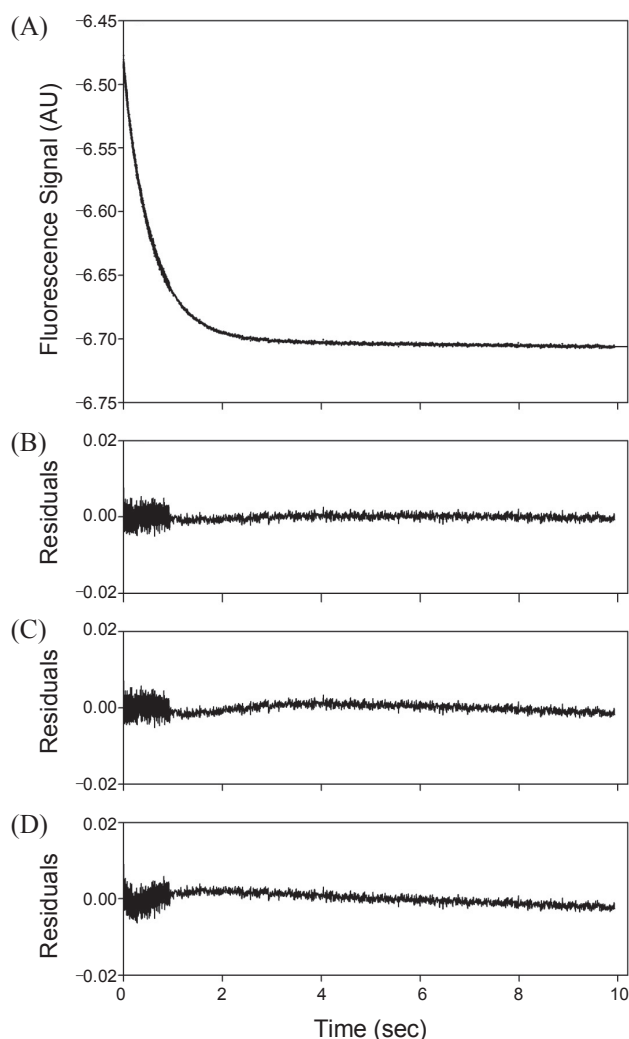 (A)
Fluorescence Signal (AU)
−6.45
−6.50
−6.55
−6.60
−6.65
−6.70
−6.75
(B)
Residuals
0.02
0.00
−0.02
(C)
Residuals
0.02
0.00
−0.02
(D)
Residuals
0.02
0.00
−0.02
0 2 4 6 8 10
Time (sec)